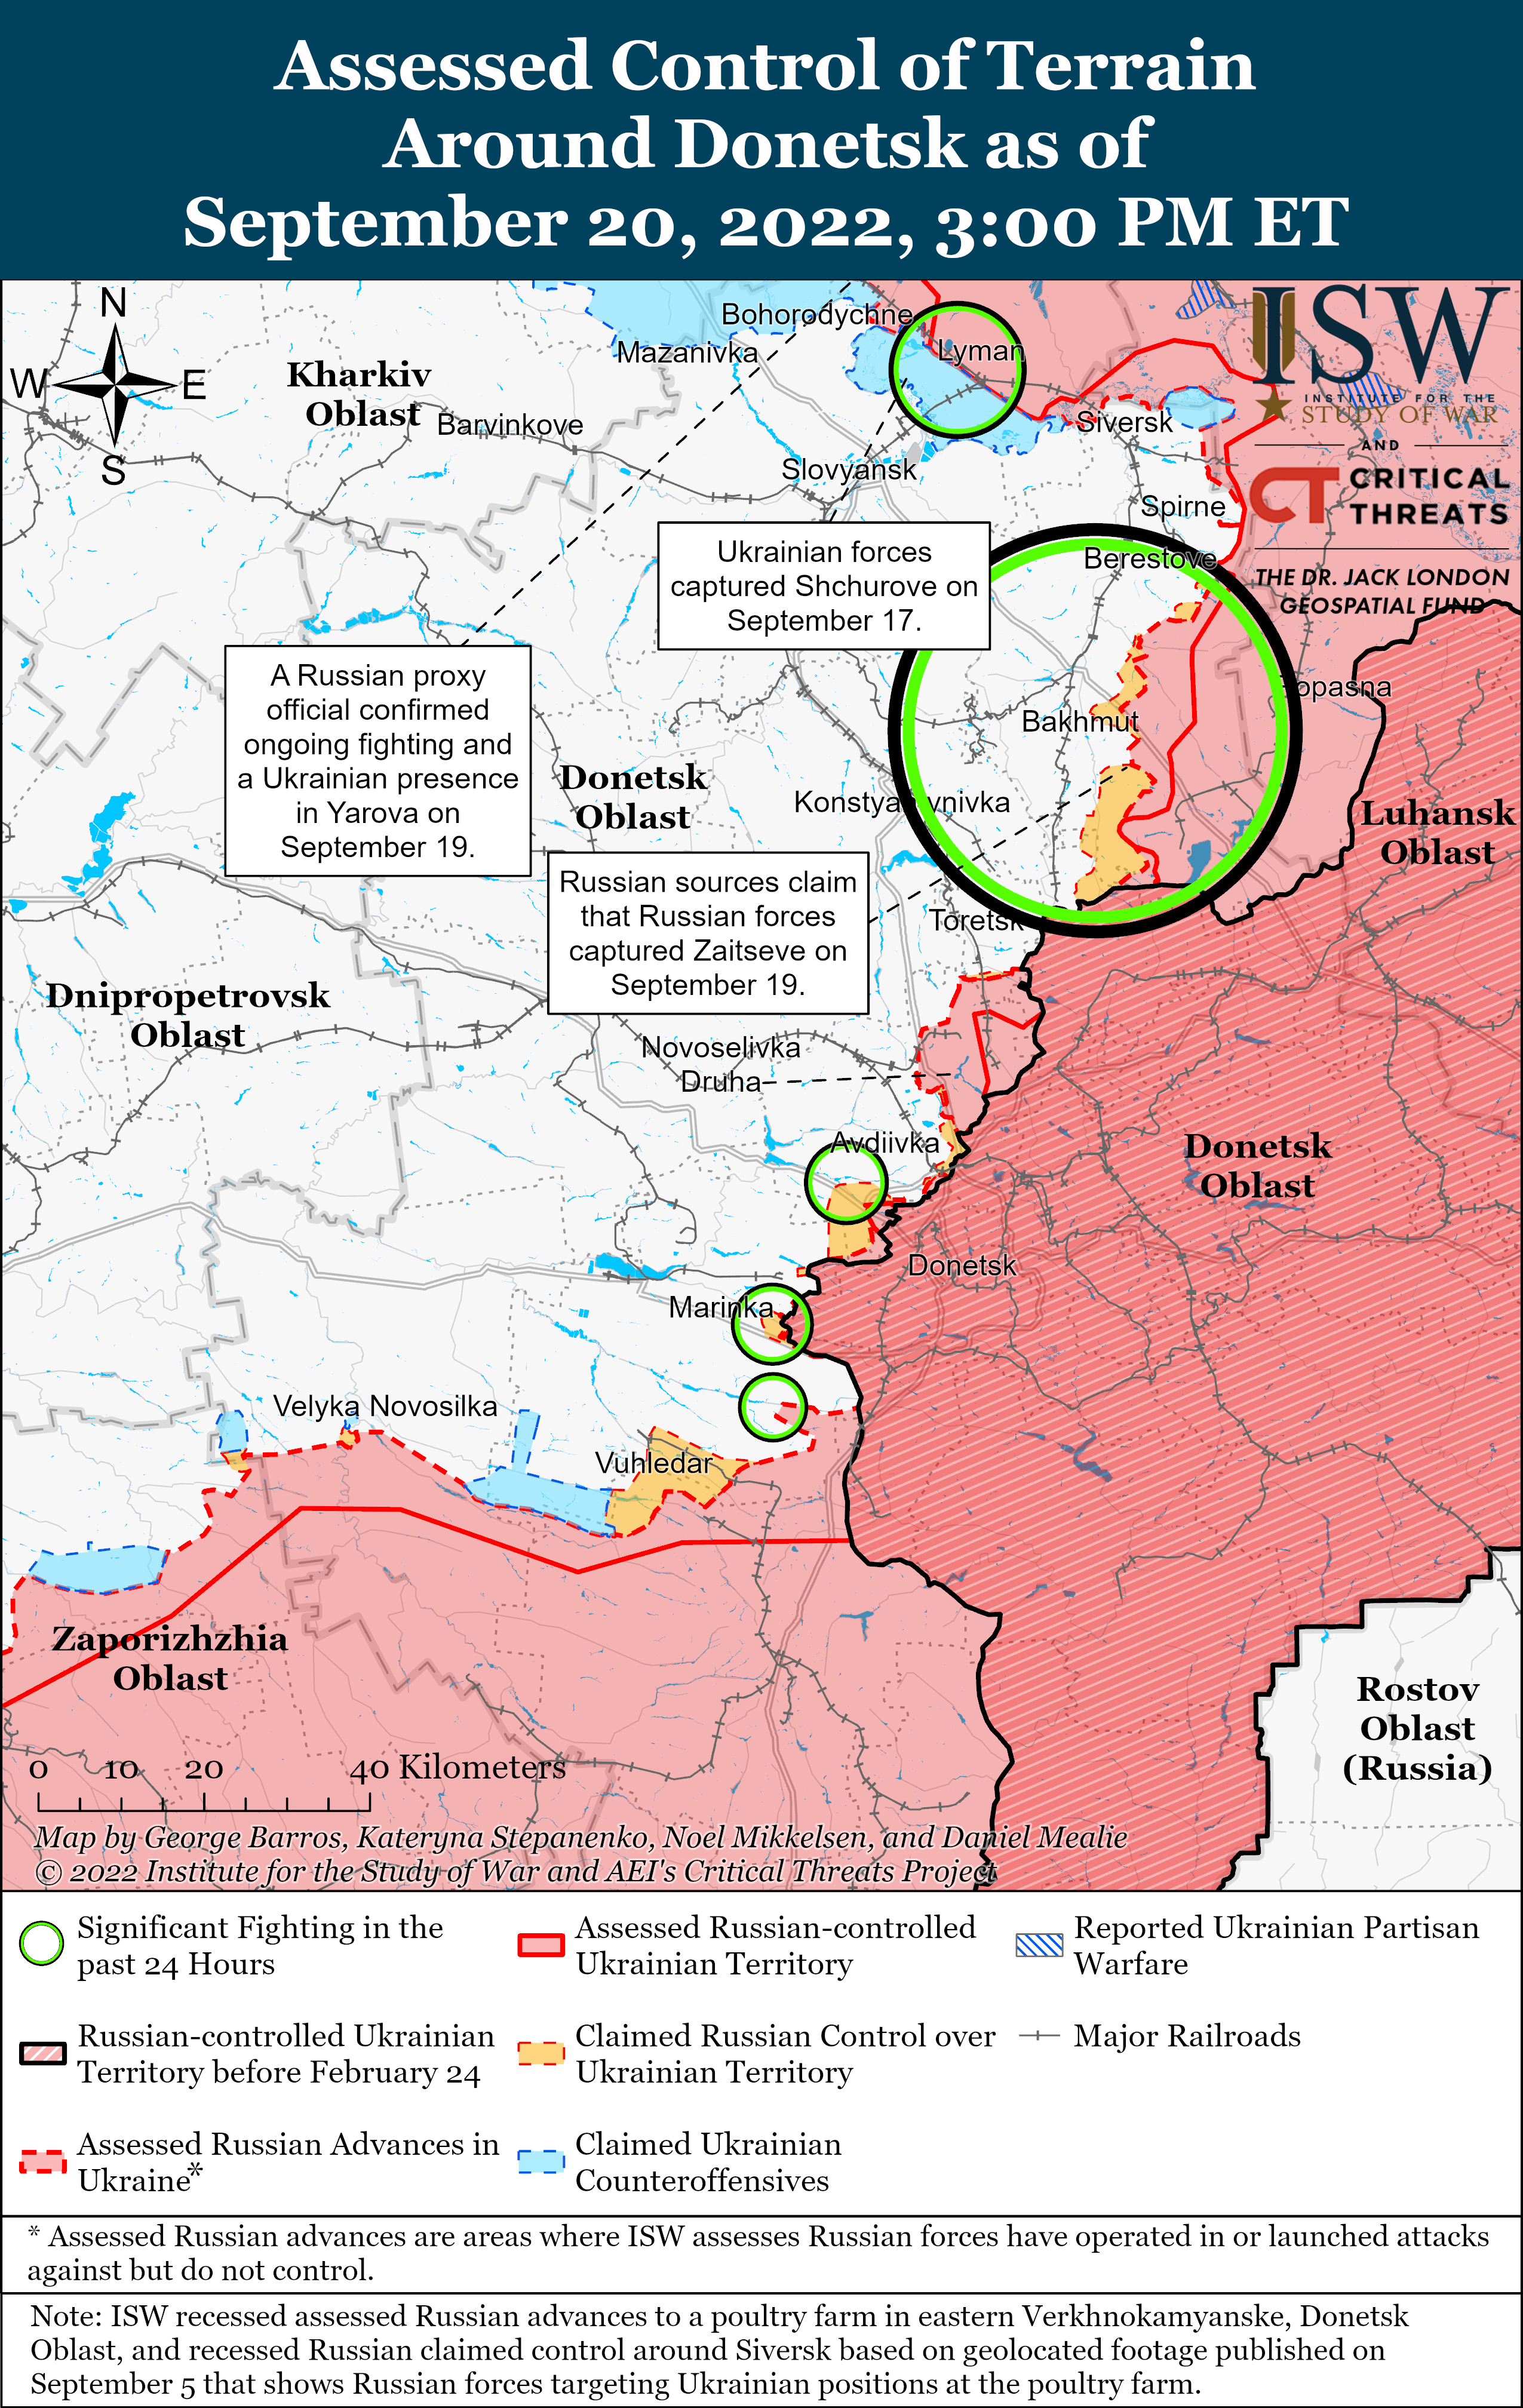 Assessed Control of Terrain
Around Donetsk as of
September 20, 2022, 3:00 PM ET
N
W
E
S
Kharkiv
Oblast
Bohorodychne
Mazanivka
Lyman
Barvinkove
Siversk
Slovyansk
Spirne
Berestove
ISW
INSTITUTE FOR THE
STUDY OF WAR
AND
CT CRITICAL
THREATS
THE DR. JACK LONDON
GEOSPATIAL FUND
Ukrainian forces
captured Shchurove on
September 17.
A Russian proxy
official confirmed
ongoing fighting and
a Ukrainian presence
in Yarova on
September 19.
opasna
Bakhmut
Donetsk
Oblast
Luhansk
Oblast
Russian sources claim
that Russian forces
captured Zaitseve on
September 19.
Toretsk
Dnipropetrovsk
Oblast
Novoselivka
Druha
Avdiivka
Donetsk
Oblast
Donetsk
Marinka
Velyka Novosilka
Vuhledar
Zaporizhzhia
Oblast
Rostov
Oblast
(Russia)
0 10 20 40 Kilometers
Map by George Barros, Kateryna Stepanenko, Noel Mikkelsen, and Daniel Mealie
© 2022 Institute for the Study of War and AEI's Critical Threats Project
Significant Fighting in the
past 24 Hours
Russian-controlled Ukrainian
Territory before February 24
Assessed Russian Advances in
Ukraine*
Assessed Russian-controlled
Ukrainian Territory
Claimed Russian Control over
Ukrainian Territory
Claimed Ukrainian
Counteroffensives
Reported Ukrainian Partisan
Warfare
Major Railroads
* Assessed Russian advances are areas where ISW assesses Russian forces have operated in or launched attacks
against but do not control.
Note: ISW recessed assessed Russian advances to a poultry farm in eastern Verkhnokamyanske, Donetsk
Oblast, and recessed Russian claimed control around Siversk based on geolocated footage published on
September 5 that shows Russian forces targeting Ukrainian positions at the poultry farm.